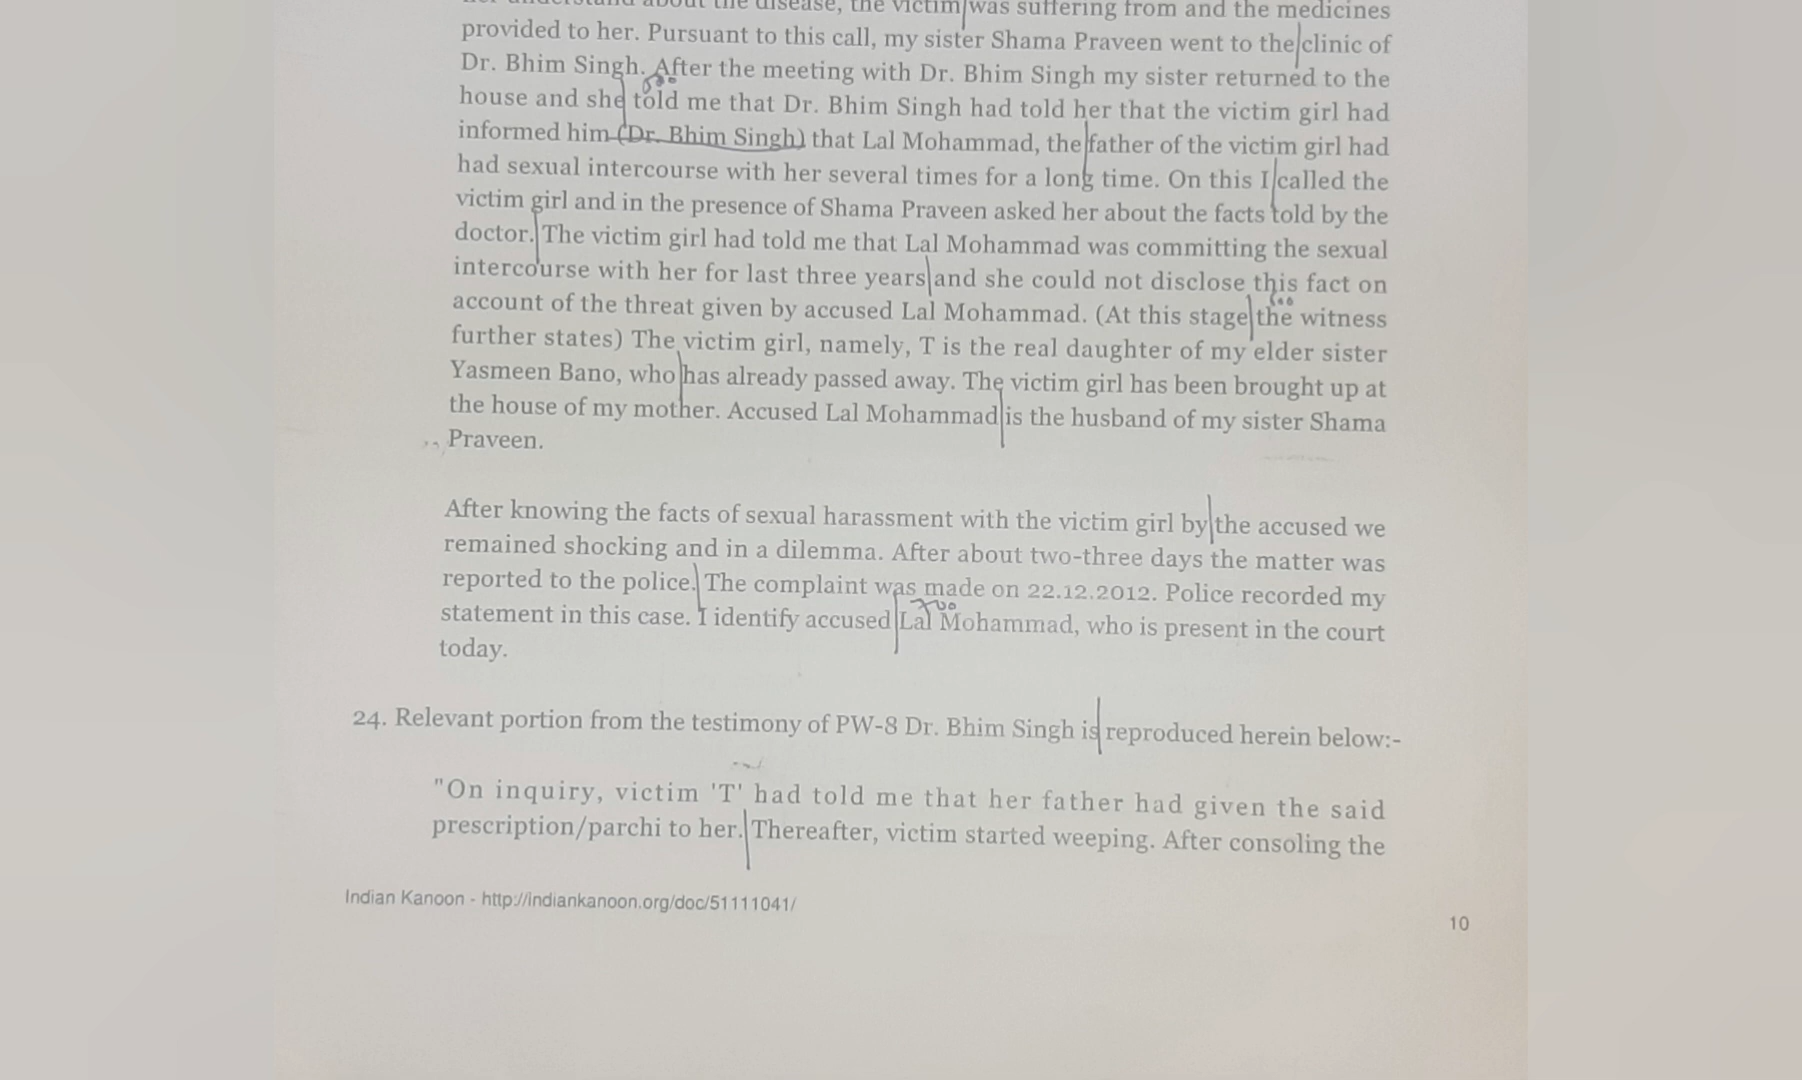 her understand about the disease, the victim was suffering from and the medicines
provided to her. Pursuant to this call, my sister Shama Praveen went to the clinic of
Dr. Bhim Singh. After the meeting with Dr. Bhim Singh my sister returned to the
house and she told me that Dr. Bhim Singh had told her that the victim girl had
informed him (Dr. Bhim Singh) that Lal Mohammad, the father of the victim girl had
had sexual intercourse with her several times for a long time. On this I called the
victim girl and in the presence of Shama Praveen asked her about the facts told by the
doctor. The victim girl had told me that Lal Mohammad was committing the sexual
intercourse with her for last three years and she could not disclose this fact on
account of the threat given by accused Lal Mohammad. (At this stage the witness
further states) The victim girl, namely, T is the real daughter of my elder sister
Yasmeen Bano, who has already passed away. The victim girl has been brought up at
the house of my mother. Accused Lal Mohammad is the husband of my sister Shama
Praveen.
After knowing the facts of sexual harassment with the victim girl by the accused we
remained shocking and in a dilemma. After about two-three days the matter was
reported to the police. The complaint was made on 22.12.2012. Police recorded my
statement in this case. I identify accused Lal Mohammad, who is present in the court
today.
24. Relevant portion from the testimony of PW-8 Dr. Bhim Singh is reproduced herein below:-
"On inquiry, victim 'T' had told me that her father had given the said
prescription/parchi to her. Thereafter, victim started weeping. After consoling the
Indian Kanoon - http://indiankanoon.org/doc/51111041/
10